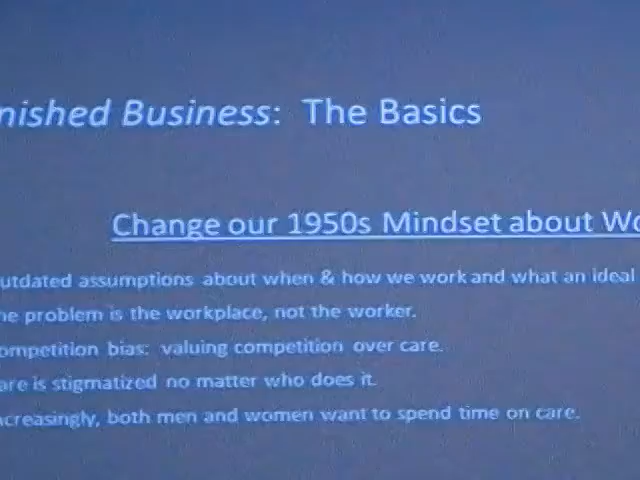 nished Business: The Basics
Change our 1950s Mindset about Wo
utdated assumptions about when & how we work and what an ideal
he problem is the workplace, not the worker.
ompetition bias: valuing competition over care.
are is stigmatized no matter who does it.
ncreasingly, both men and women want to spend time on care.